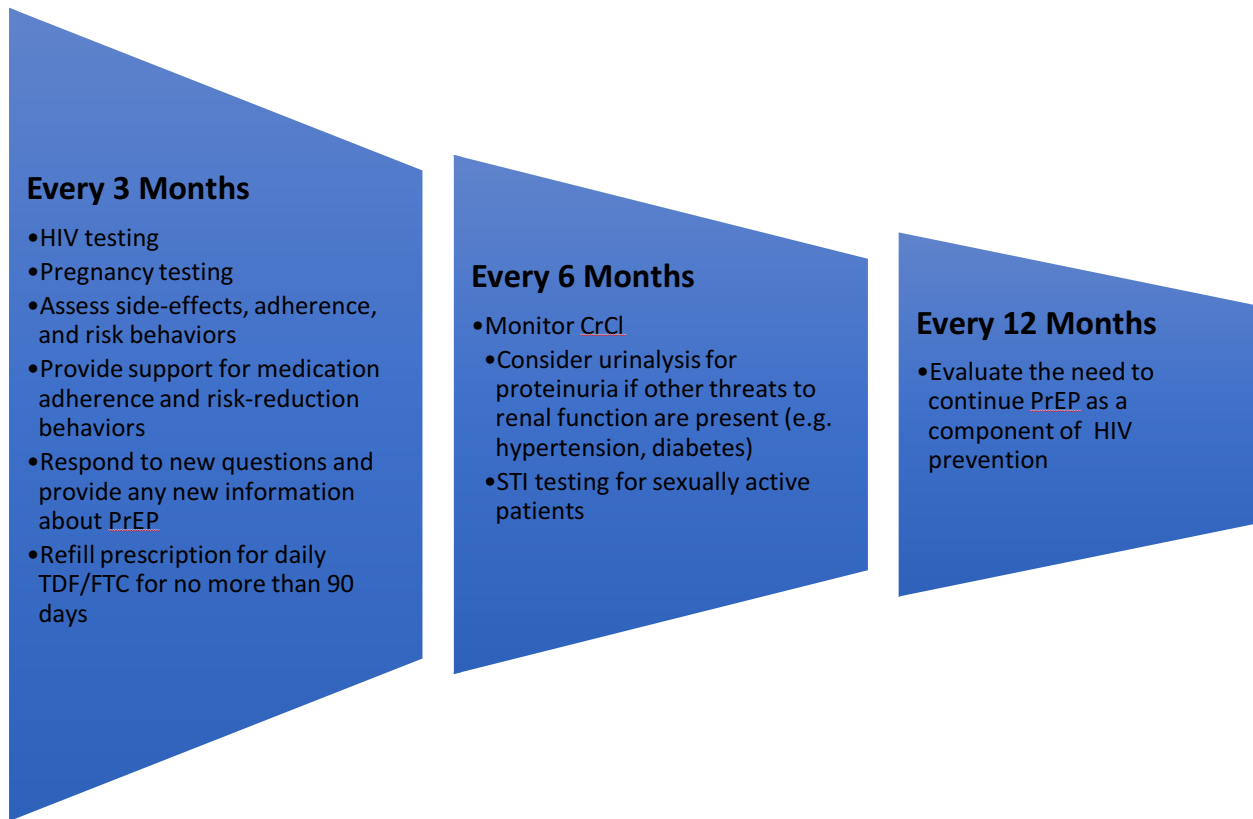 Every 3 Months
•HIV testing
•Pregnancy testing
•Assess side-effects, adherence,
and risk behaviors
•Provide support for medication
adherence and risk-reduction
behaviors
•Respond to new questions and
provide any new information
about PrEP
•Refill prescription for daily
TDF/FTC for no more than 90
days
Every 6 Months
•Monitor CrCl
•Consider urinalysis for
proteinuria if other threats to
renal function are present (e.g.
hypertension, diabetes)
•STI testing for sexually active
patients
Every 12 Months
•Evaluate the need to
continue PrEP as a
component of  HIV
prevention